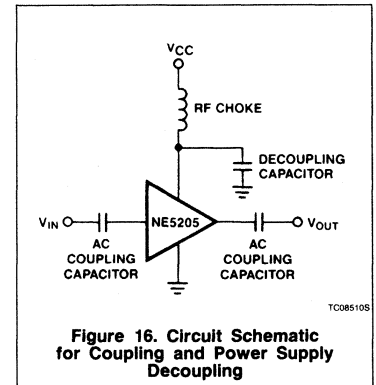 VCC
RF CHOKE
DECOUPLING
CAPACITOR
VIN
NE5205
VOUT
AC
COUPLING
CAPACITOR
AC
COUPLING
CAPACITOR
TC08510S
Figure 16. Circuit Schematic
for Coupling and Power Supply
Decoupling